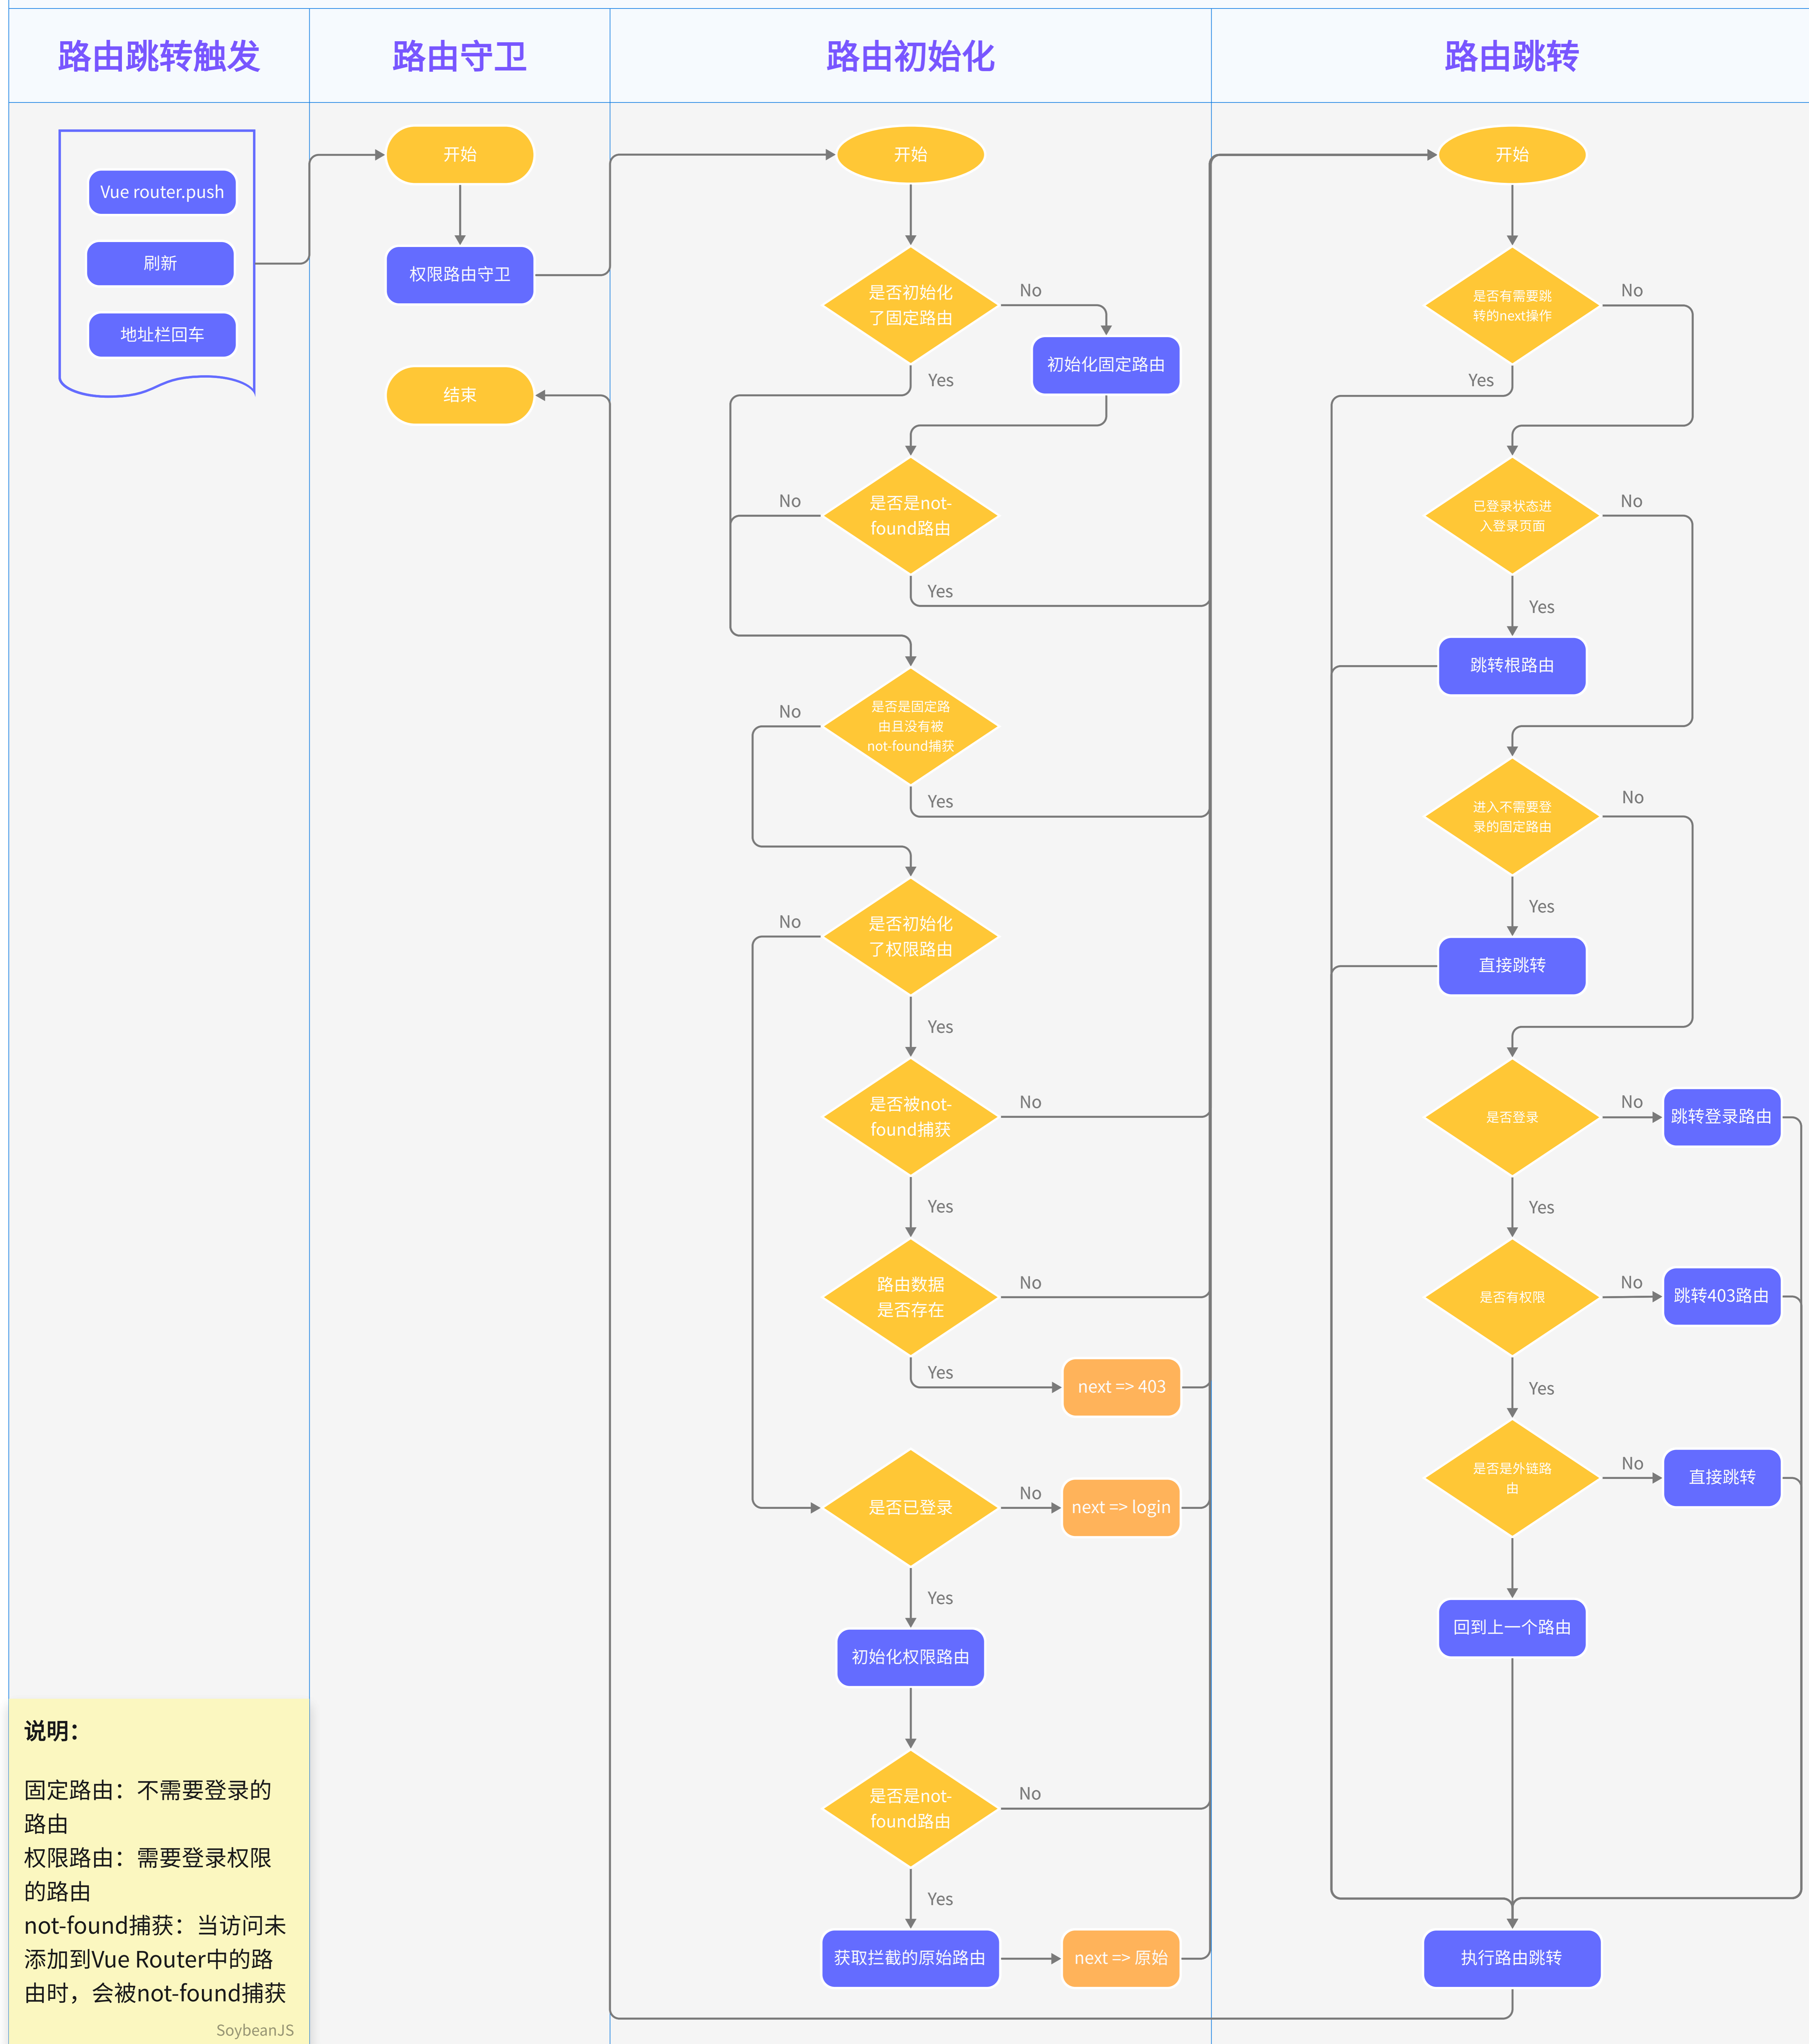 路由跳转触发
路由守卫
路由初始化
路由跳转
Vue router.push
刷新
地址栏回车
开始
权限路由守卫
结束
开始
是否初始化
了固定路由
No
初始化固定路由
Yes
是否是not-
found路由
No
Yes
是否是固定路
由且没有被
not-found捕获
No
Yes
是否初始化
了权限路由
No
Yes
是否被not-
found捕获
No
Yes
路由数据
是否存在
No
Yes
next => 403
是否已登录
No
next => login
Yes
初始化权限路由
是否是not-
found路由
No
Yes
获取拦截的原始路由
next => 原始
开始
是否有需要跳
转的next操作
No
Yes
已登录状态进
入登录页面
No
Yes
跳转根路由
进入不需要登
录的固定路由
No
Yes
直接跳转
是否登录
No
跳转登录路由
Yes
是否有权限
No
跳转403路由
Yes
是否是外链路
由
No
直接跳转
回到上一个路由
执行路由跳转
说明：
固定路由：不需要登录的
路由
权限路由：需要登录权限
的路由
not-found捕获：当访问未
添加到Vue Router中的路
由时，会被not-found捕获
SoybeanJS